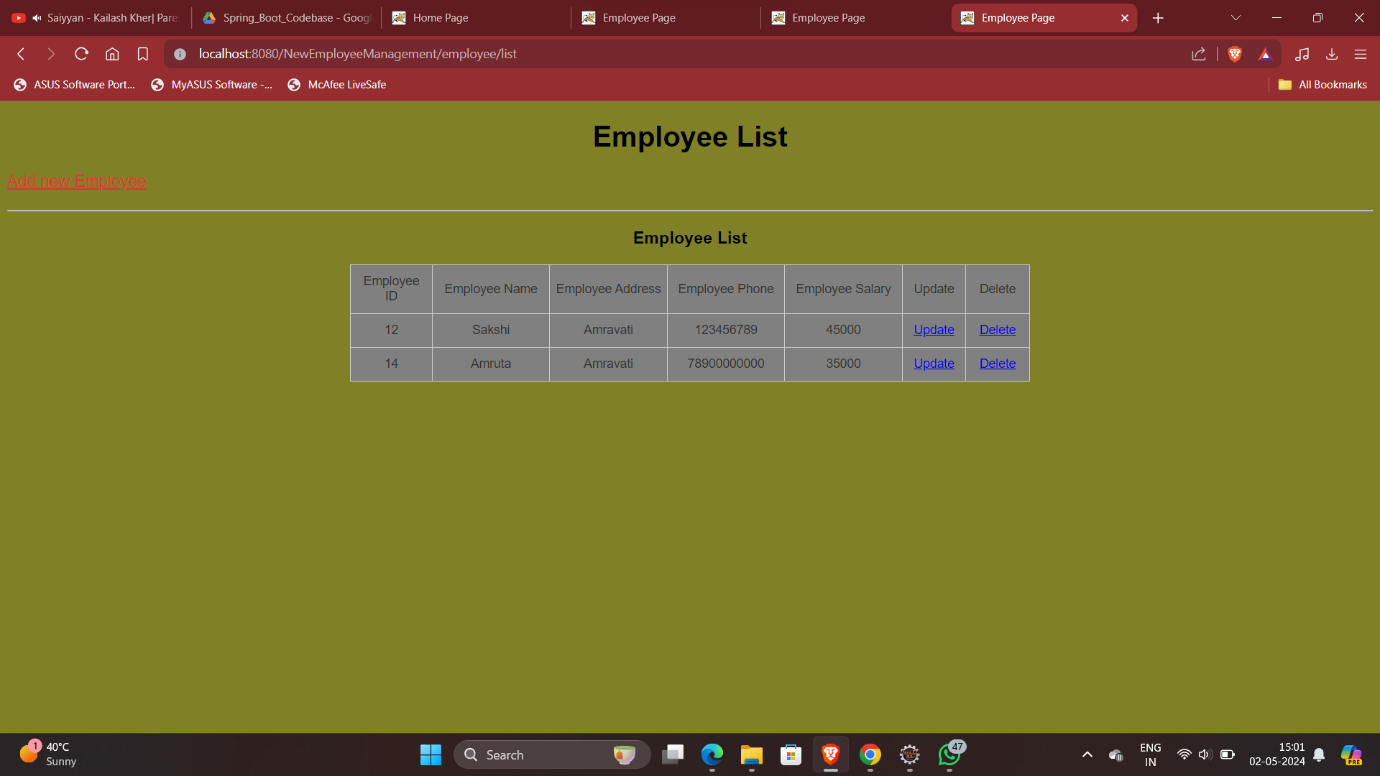 Saiyyan - Kailash Kher| Pares
Spring_Boot_Codebase - Googl
Home Page
Employee Page
Employee Page
Employee Page
localhost:8080/NewEmployeeManagement/employee/list
ASUS Software Port...
MyASUS Software -...
McAfee LiveSafe
All Bookmarks
Employee List
Add new Employee
Employee List
Employee ID Employee Name Employee Address Employee Phone Employee Salary Update Delete
12 Sakshi Amravati 123456789 45000 Update Delete
14 Amruta Amravati 78900000000 35000 Update Delete
1
40°C
Sunny
Search
47
ENG
IN
15:01
02-05-2024
PRE